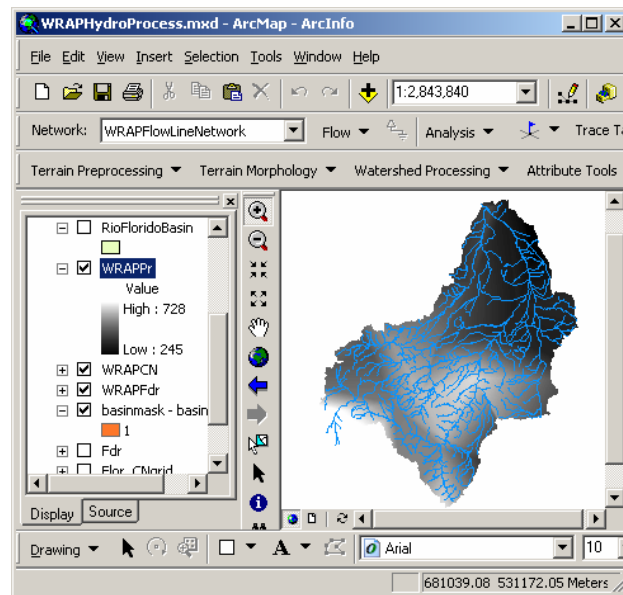 WRAPHydroProcess.mxd - ArcMap - ArcInfo
File Edit View Insert Selection Tools Window Help
1:2,843,840
Network: WRAPFlowLineNetwork Flow Analysis Trace Ta
Terrain Preprocessing Terrain Morphology Watershed Processing Attribute Tools
RioFloridoBasin
WRAPPr
Value
High : 728
Low : 245
WRAPCN
WRAPFdr
basinmask - basin
1
Fdr
Flor_CNgrid
Display Source
Drawing A Arial 10
681039.08 531172.05 Meters